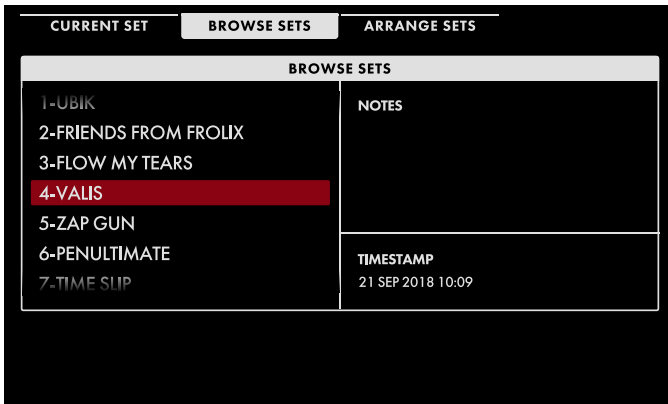 CURRENT SET
BROWSE SETS
ARRANGE SETS
BROWSE SETS
1-UBIK
2-FRIENDS FROM FROLIX
3-FLOW MY TEARS
4-VALIS
5-ZAP GUN
6-PENULTIMATE
7-TIME SLIP
NOTES
TIMESTAMP
21 SEP 2018 10:09